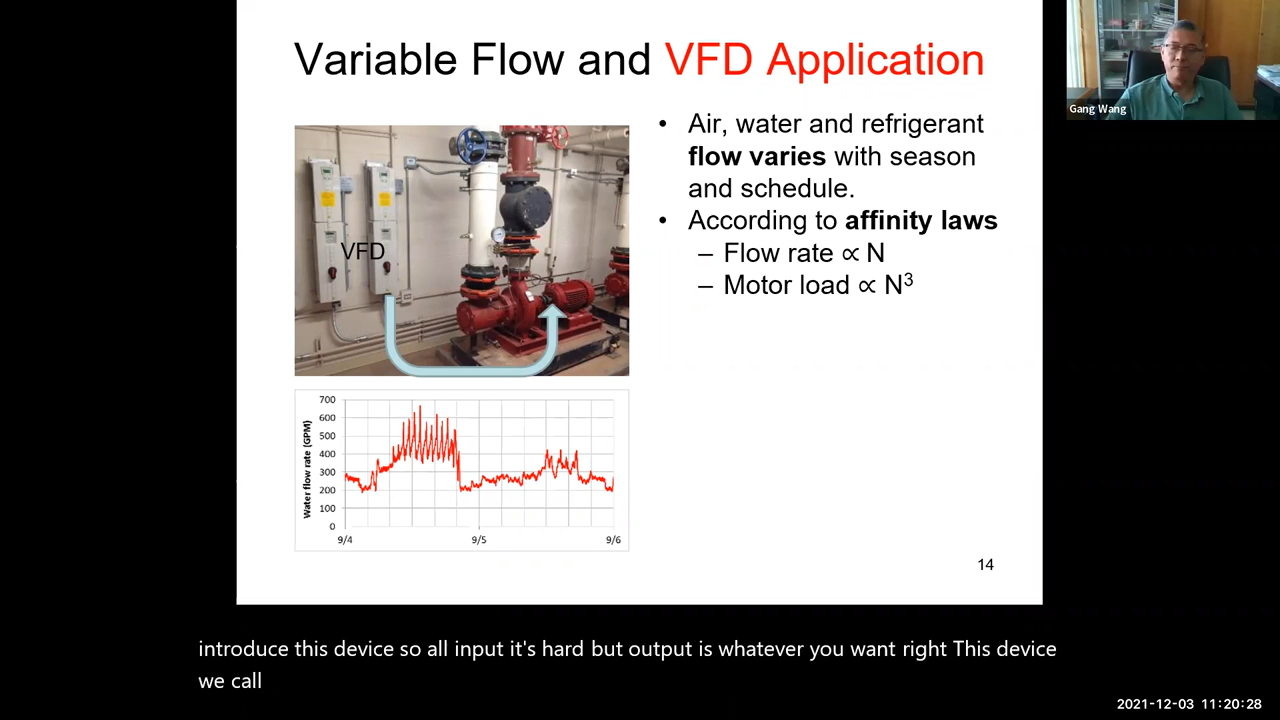 Variable Flow and VFD Application
Gang Wang
• Air, water and refrigerant
flow varies with season
and schedule.
• According to affinity laws
– Flow rate ∝ N
– Motor load ∝ N³
VFD
Water flow rate (GPM)
700
600
500
400
300
200
100
0
9/4
9/5
9/6
14
introduce this device so all input it's hard but output is whatever you want right This device
we call
2021-12-03 11:20:28